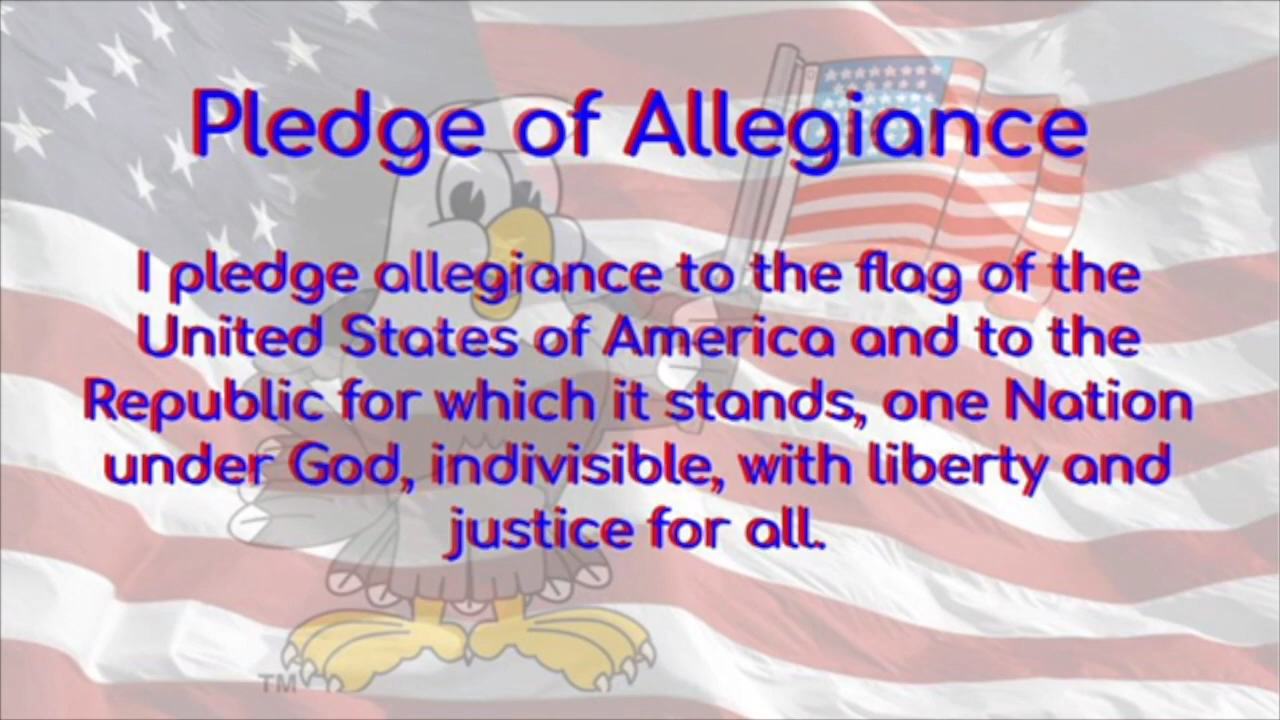 Pledge of Allegiance
I pledge allegiance to the flag of the
United States of America and to the
Republic for which it stands, one Nation
under God, indivisible, with liberty and
justice for all.
TM